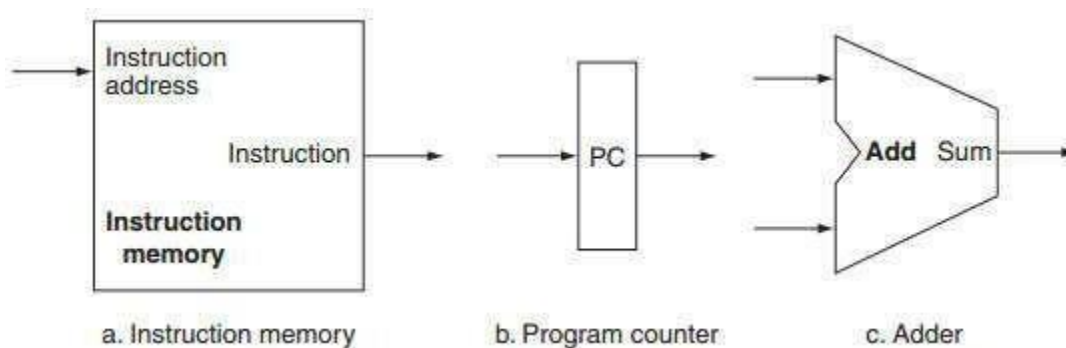 Instruction
address
Instruction
Instruction
memory
PC
Add Sum
a. Instruction memory
b. Program counter
c. Adder